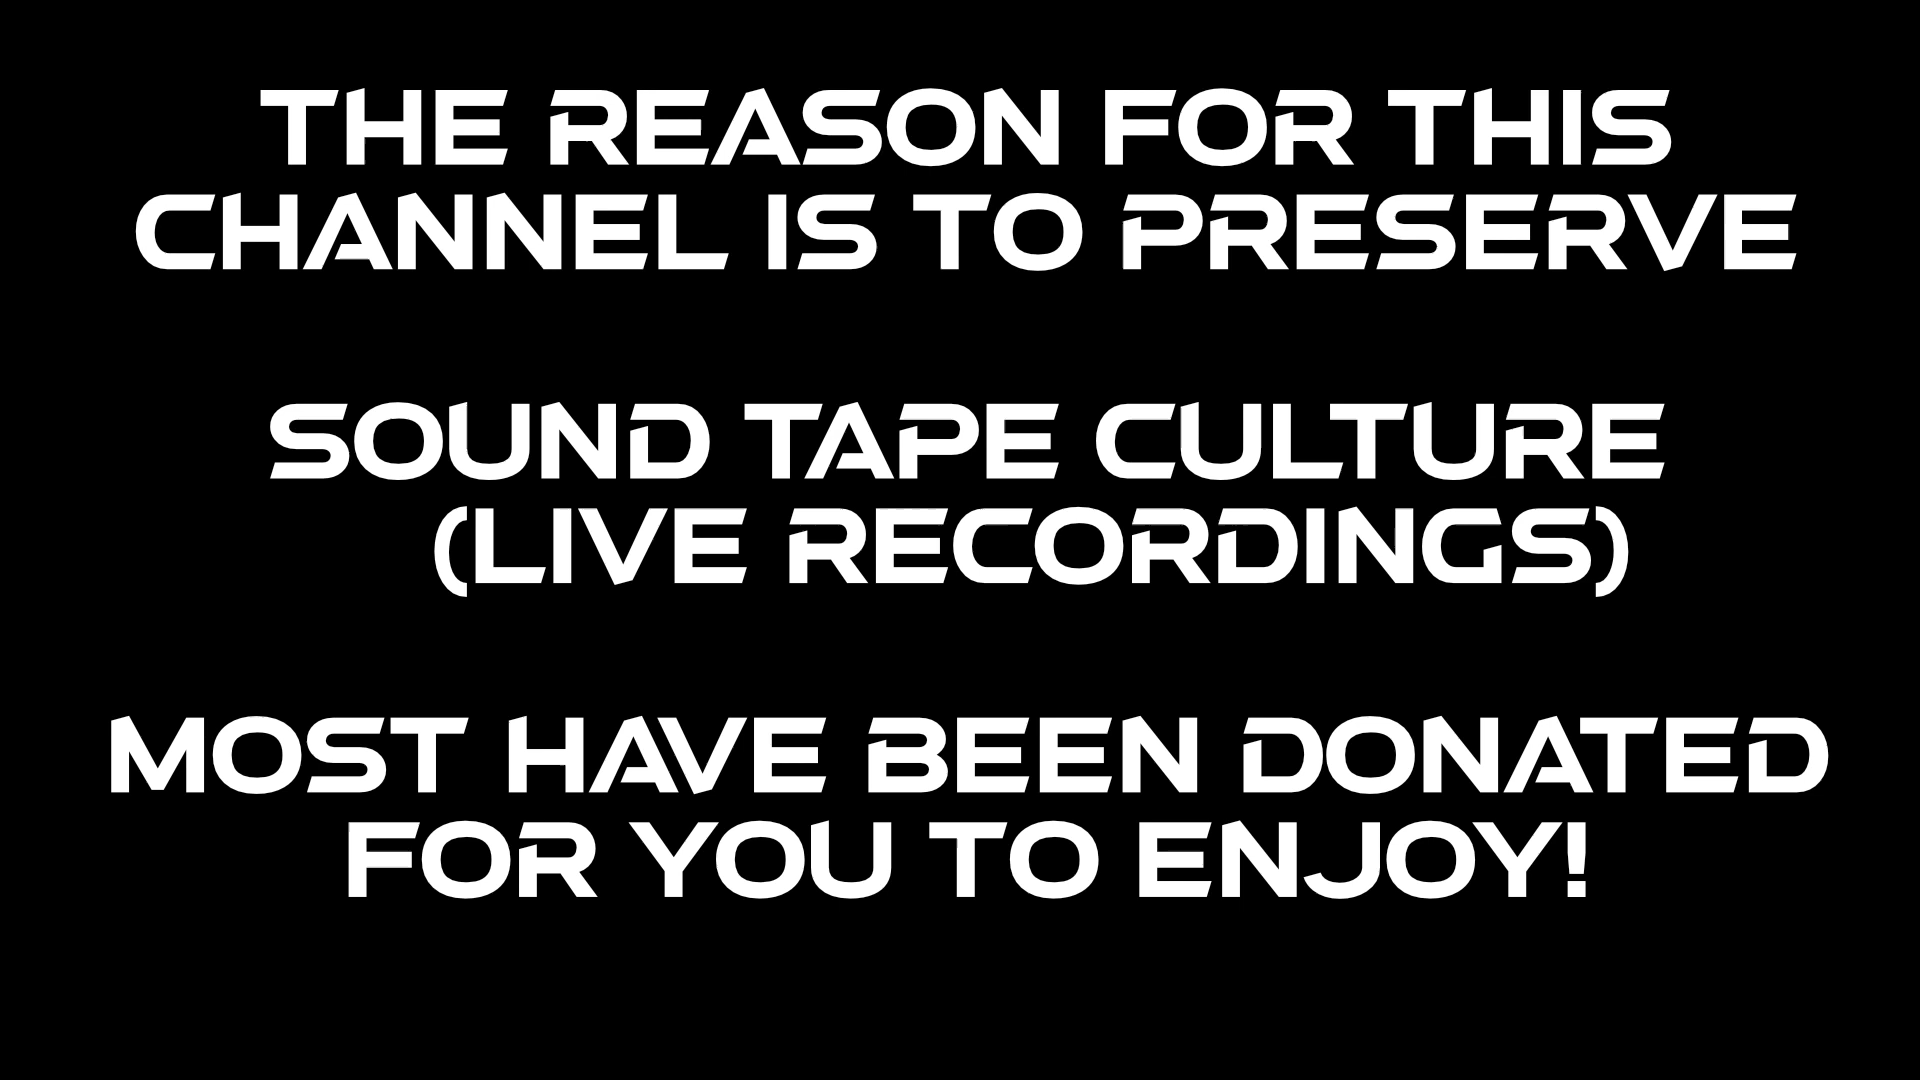 THE REASON FOR THIS
CHANNEL IS TO PRESERVE
SOUND TAPE CULTURE
(LIVE RECORDINGS)
MOST HAVE BEEN DONATED
FOR YOU TO ENJOY!